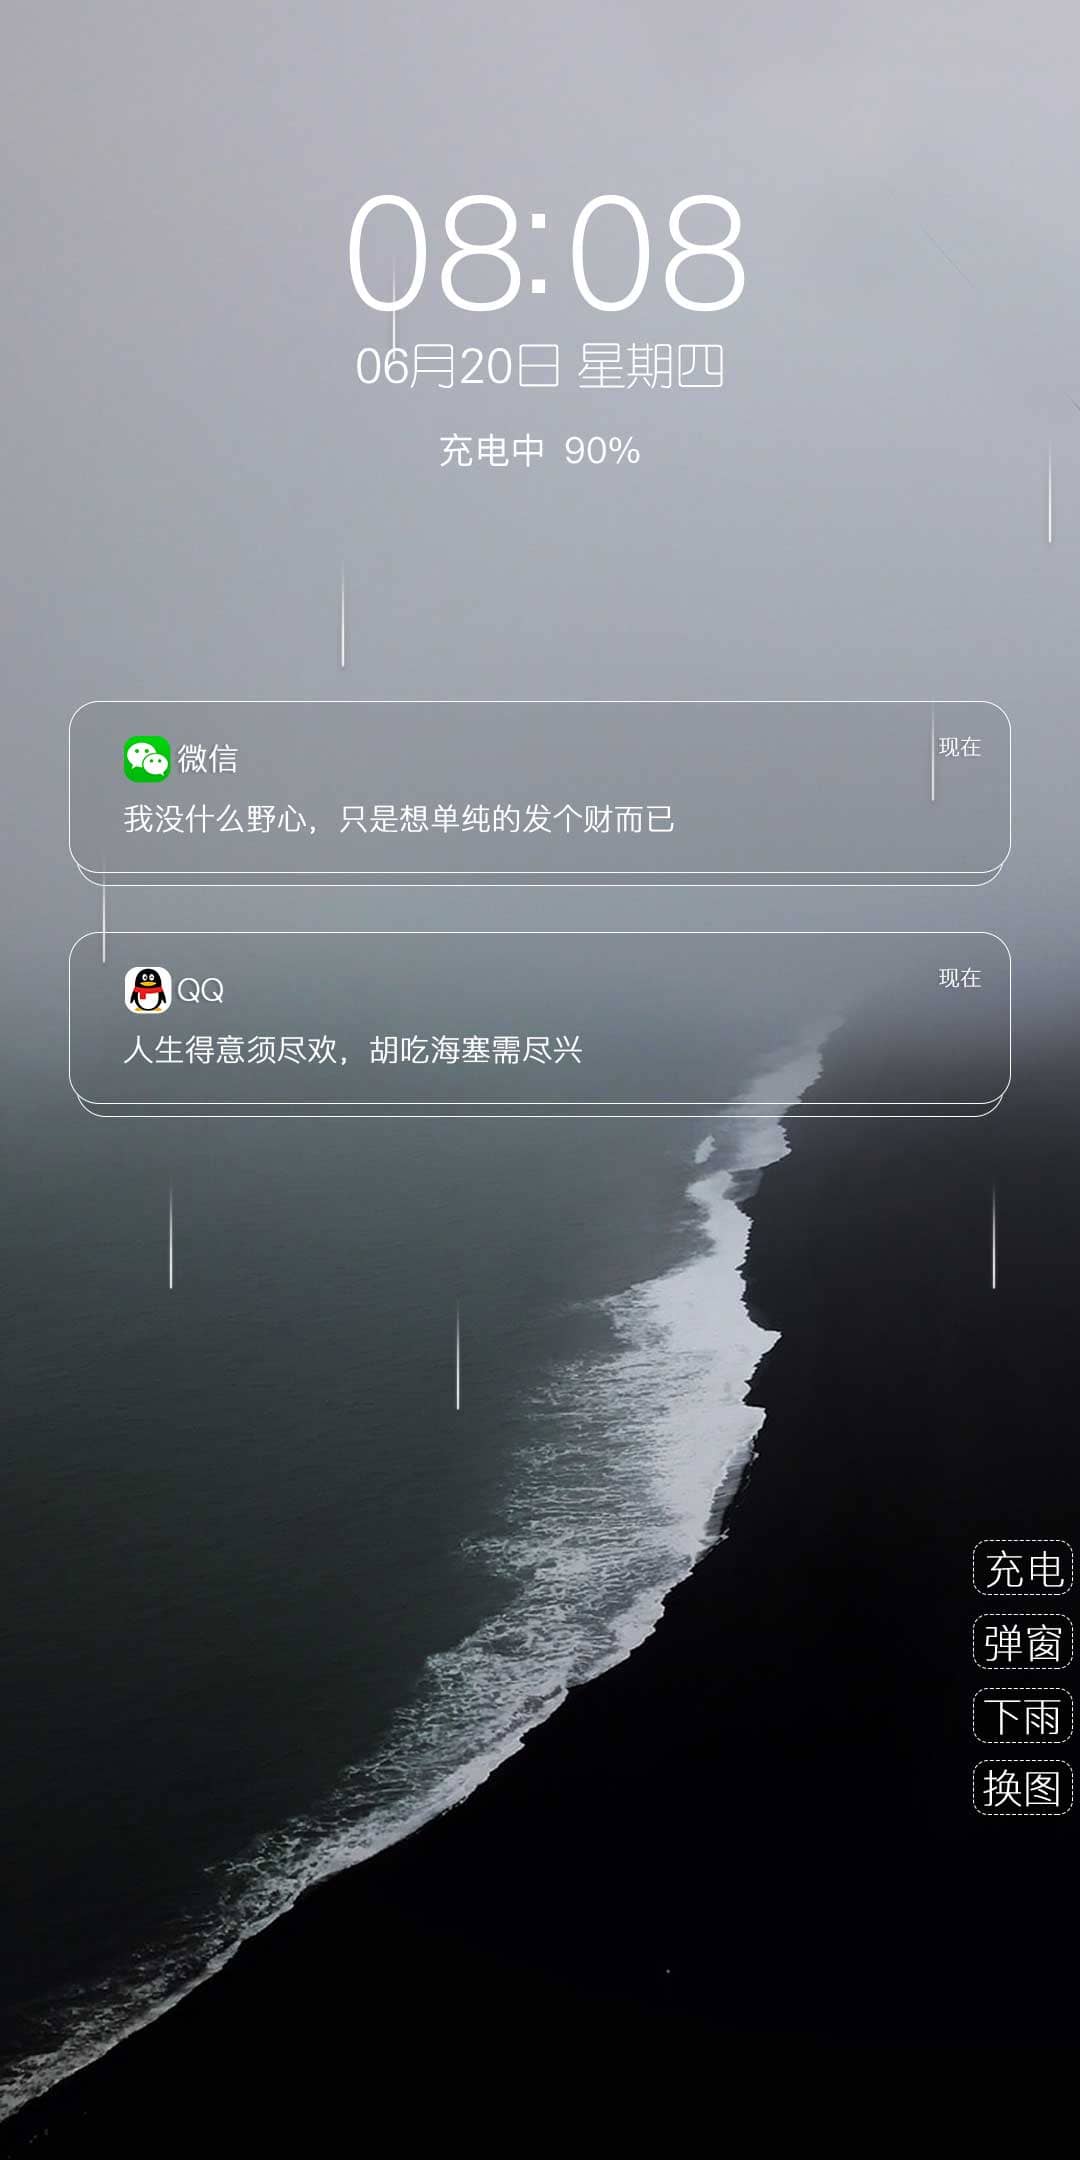 08:08
06月20日 星期四
充电中 90%
微信
现在
我没什么野心，只是想单纯的发个财而已
QQ
现在
人生得意须尽欢，胡吃海塞需尽兴
充电
弹窗
下雨
换图